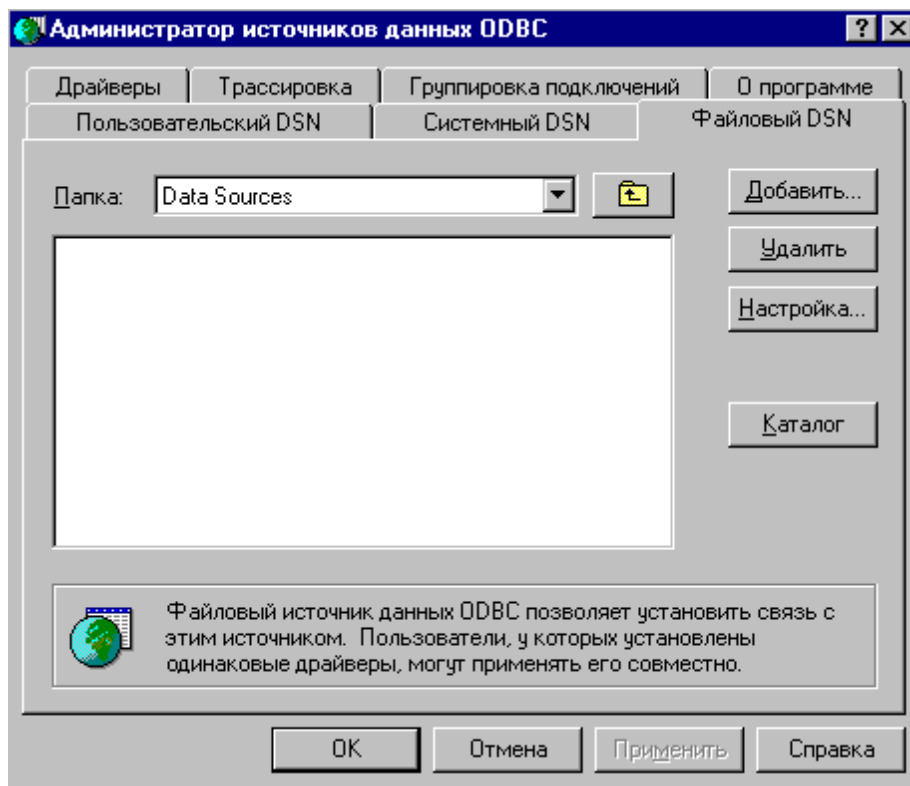 Администратор источников данных ODBC
Драйверы Трассировка Группировка подключений О программе
Пользовательский DSN Системный DSN Файловый DSN
Папка: Data Sources Добавить...
Удалить
Настройка...
Каталог
Файловый источник данных ODBC позволяет установить связь с
этим источником. Пользователи, у которых установлены
одинаковые драйверы, могут применять его совместно.
OK Отмена Применить Справка